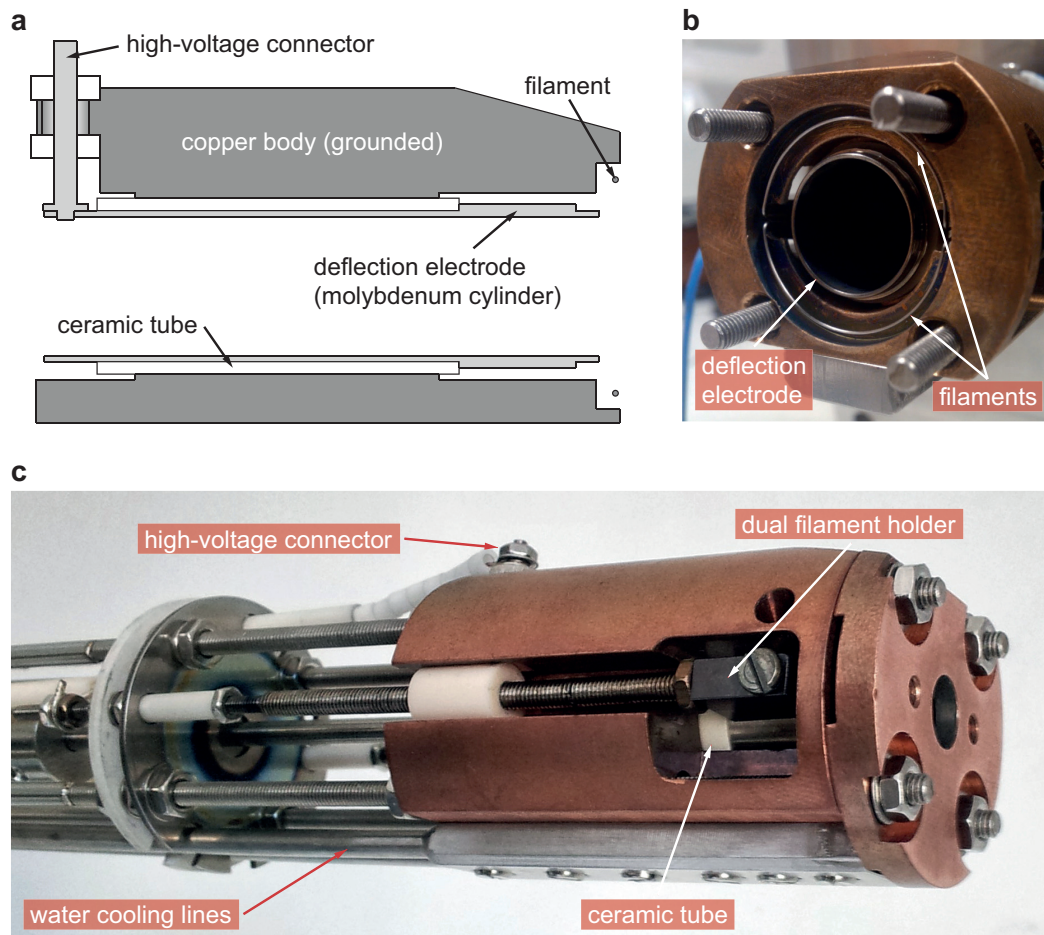 a
high-voltage connector
filament
copper body (grounded)
deflection electrode
(molybdenum cylinder)
ceramic tube
b
deflection
electrode
filaments
c
high-voltage connector
dual filament holder
water cooling lines
ceramic tube